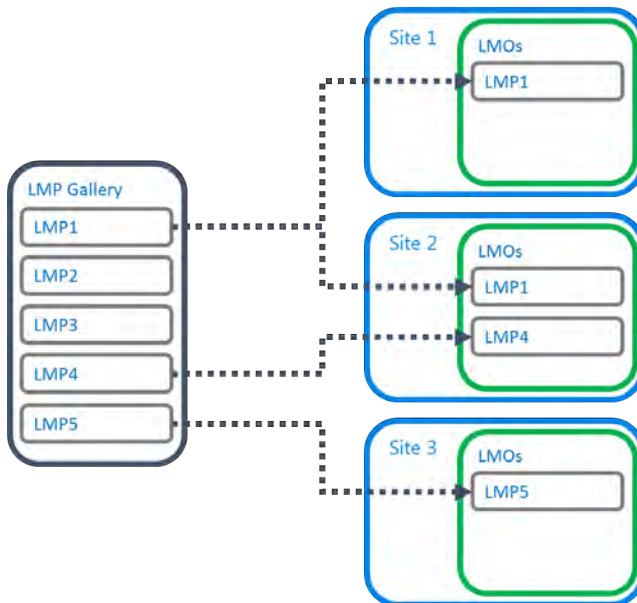 LMP Gallery
LMP1
LMP2
LMP3
LMP4
LMP5
Site 1
LMOs
LMP1
Site 2
LMOs
LMP1
LMP4
Site 3
LMOs
LMP5